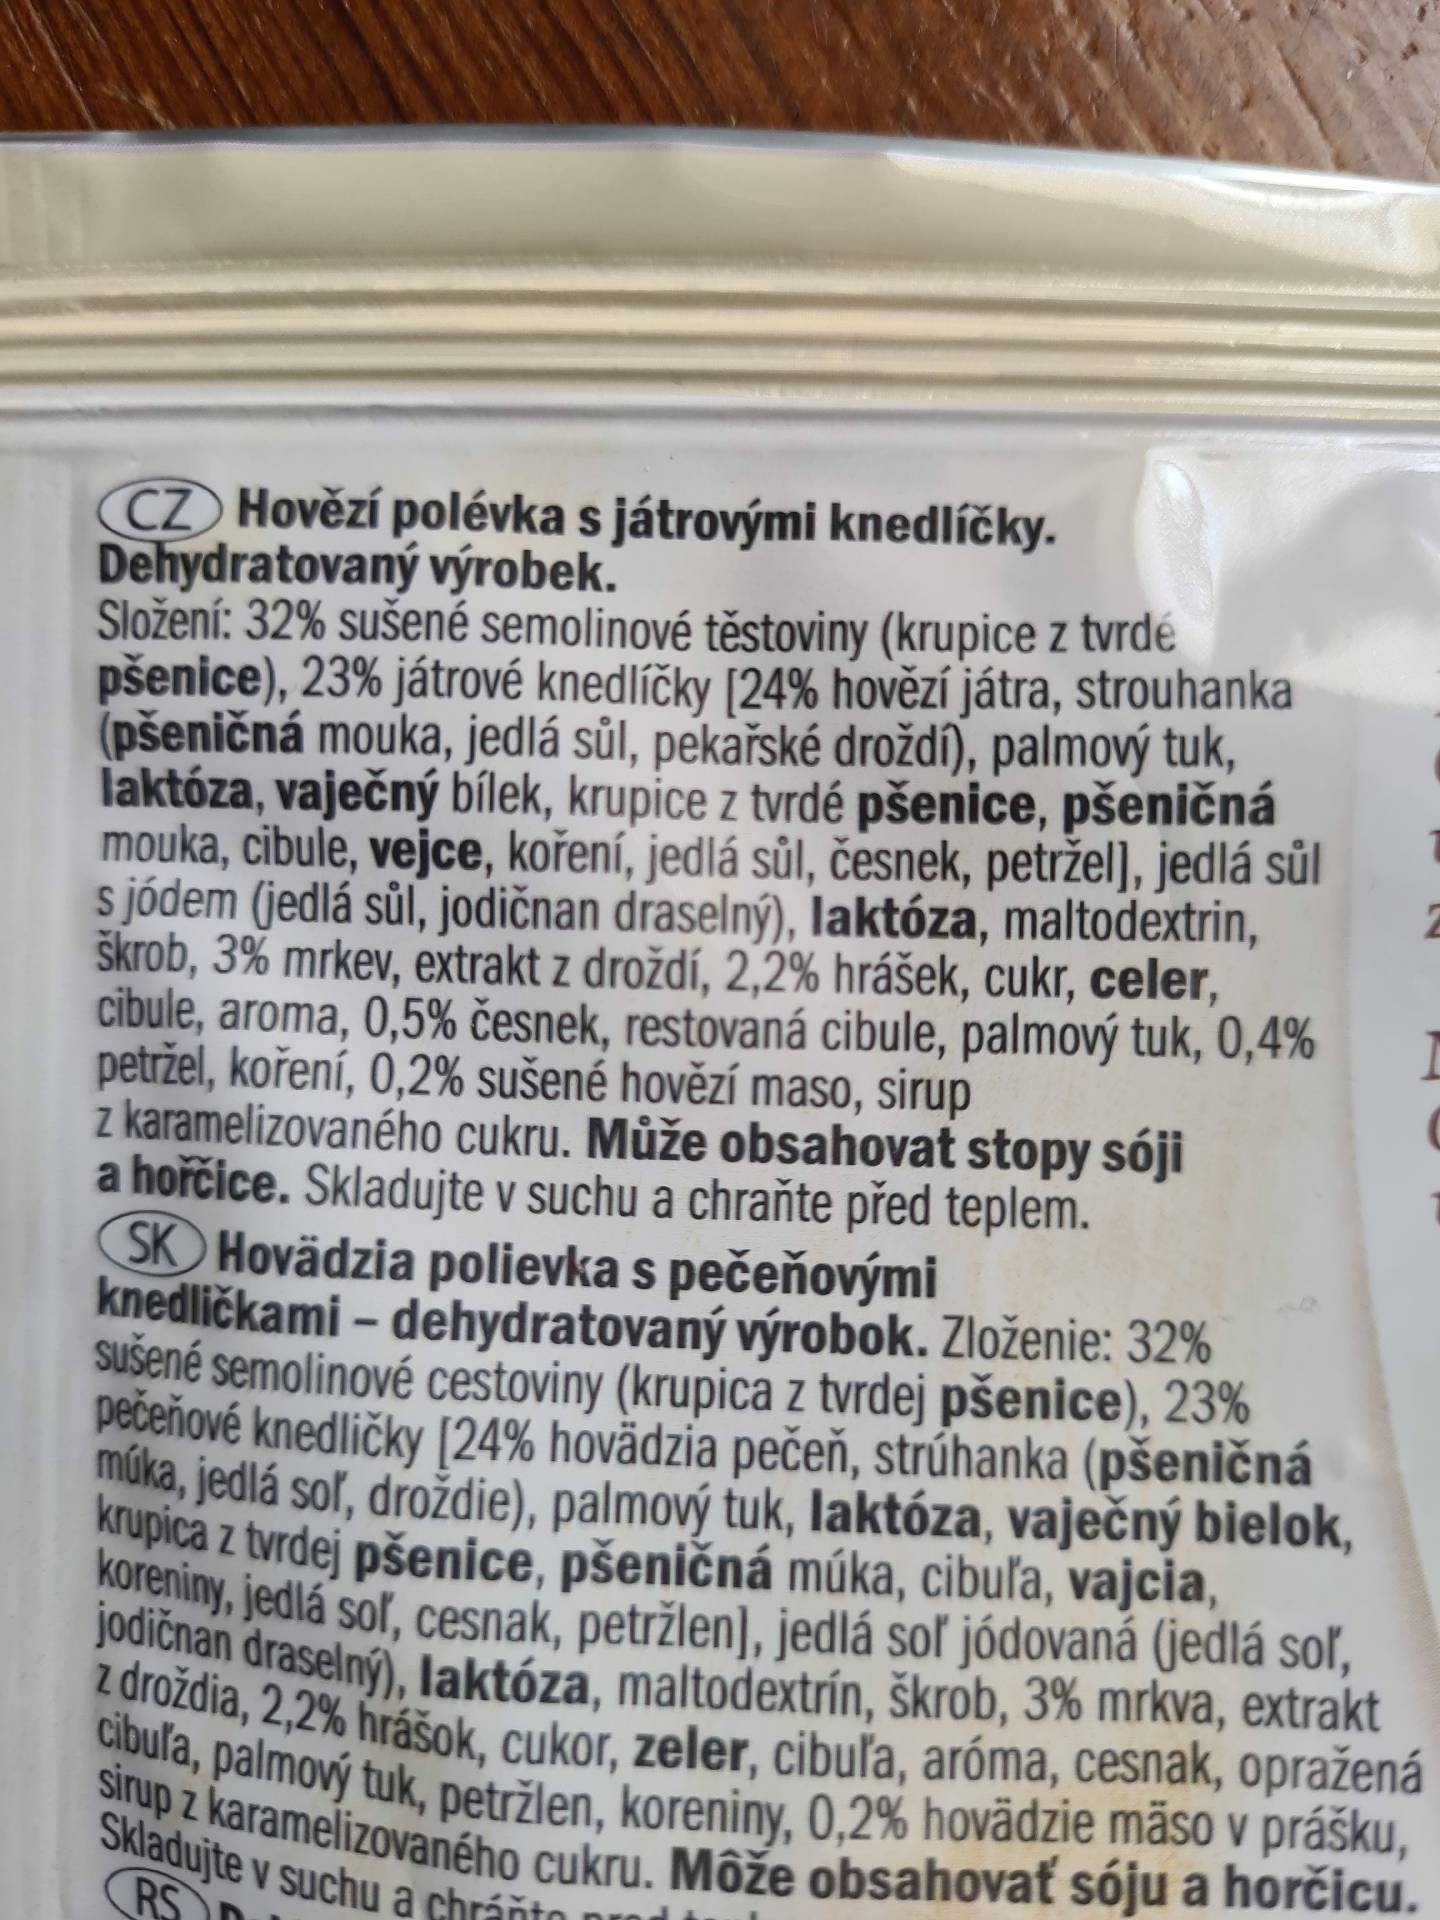 CZ Hovězí polévka s játrovými knedlíčky.
Dehydratovaný výrobek.
Složení: 32% sušené semolinové těstoviny (krupice z tvrdé
pšenice), 23% játrové knedlíčky [24% hovězí játra, strouhanka
(pšeničná mouka, jedlá sůl, pekařské droždí), palmový tuk,
laktóza, vaječný bílek, krupice z tvrdé pšenice, pšeničná
mouka, cibule, vejce, koření, jedlá sůl, česnek, petržel], jedlá sůl
s jódem (jedlá sůl, jodičnan draselný), laktóza, maltodextrin,
škrob, 3% mrkev, extrakt z droždí, 2,2% hrášek, cukr, celer,
cibule, aroma, 0,5% česnek, restovaná cibule, palmový tuk, 0,4%
petržel, koření, 0,2% sušené hovězí maso, sirup
z karamelizovaného cukru. Může obsahovat stopy sóji
a hořčice. Skladujte v suchu a chraňte před teplem.
SK Hovädzia polievka s pečeňovými
knedličkami – dehydratovaný výrobok. Zloženie: 32%
sušené semolinové cestoviny (krupica z tvrdej pšenice), 23%
pečeňové knedličky [24% hovädzia pečeň, strúhanka (pšeničná
múka, jedlá soľ, droždie), palmový tuk, laktóza, vaječný bielok,
krupica z tvrdej pšenice, pšeničná múka, cibuľa, vajcia,
koreniny, jedlá soľ, cesnak, petržlen], jedlá soľ jódovaná (jedlá soľ,
jodičnan draselný), laktóza, maltodextrín, škrob, 3% mrkva, extrakt
z droždia, 2,2% hrášok, cukor, zeler, cibuľa, aróma, cesnak, opražená
cibuľa, palmový tuk, petržlen, koreniny, 0,2% hovädzie mäso v prášku,
sirup z karamelizovaného cukru. Môže obsahovať sóju a horčicu.
Skladujte v suchu a chráňte
RS